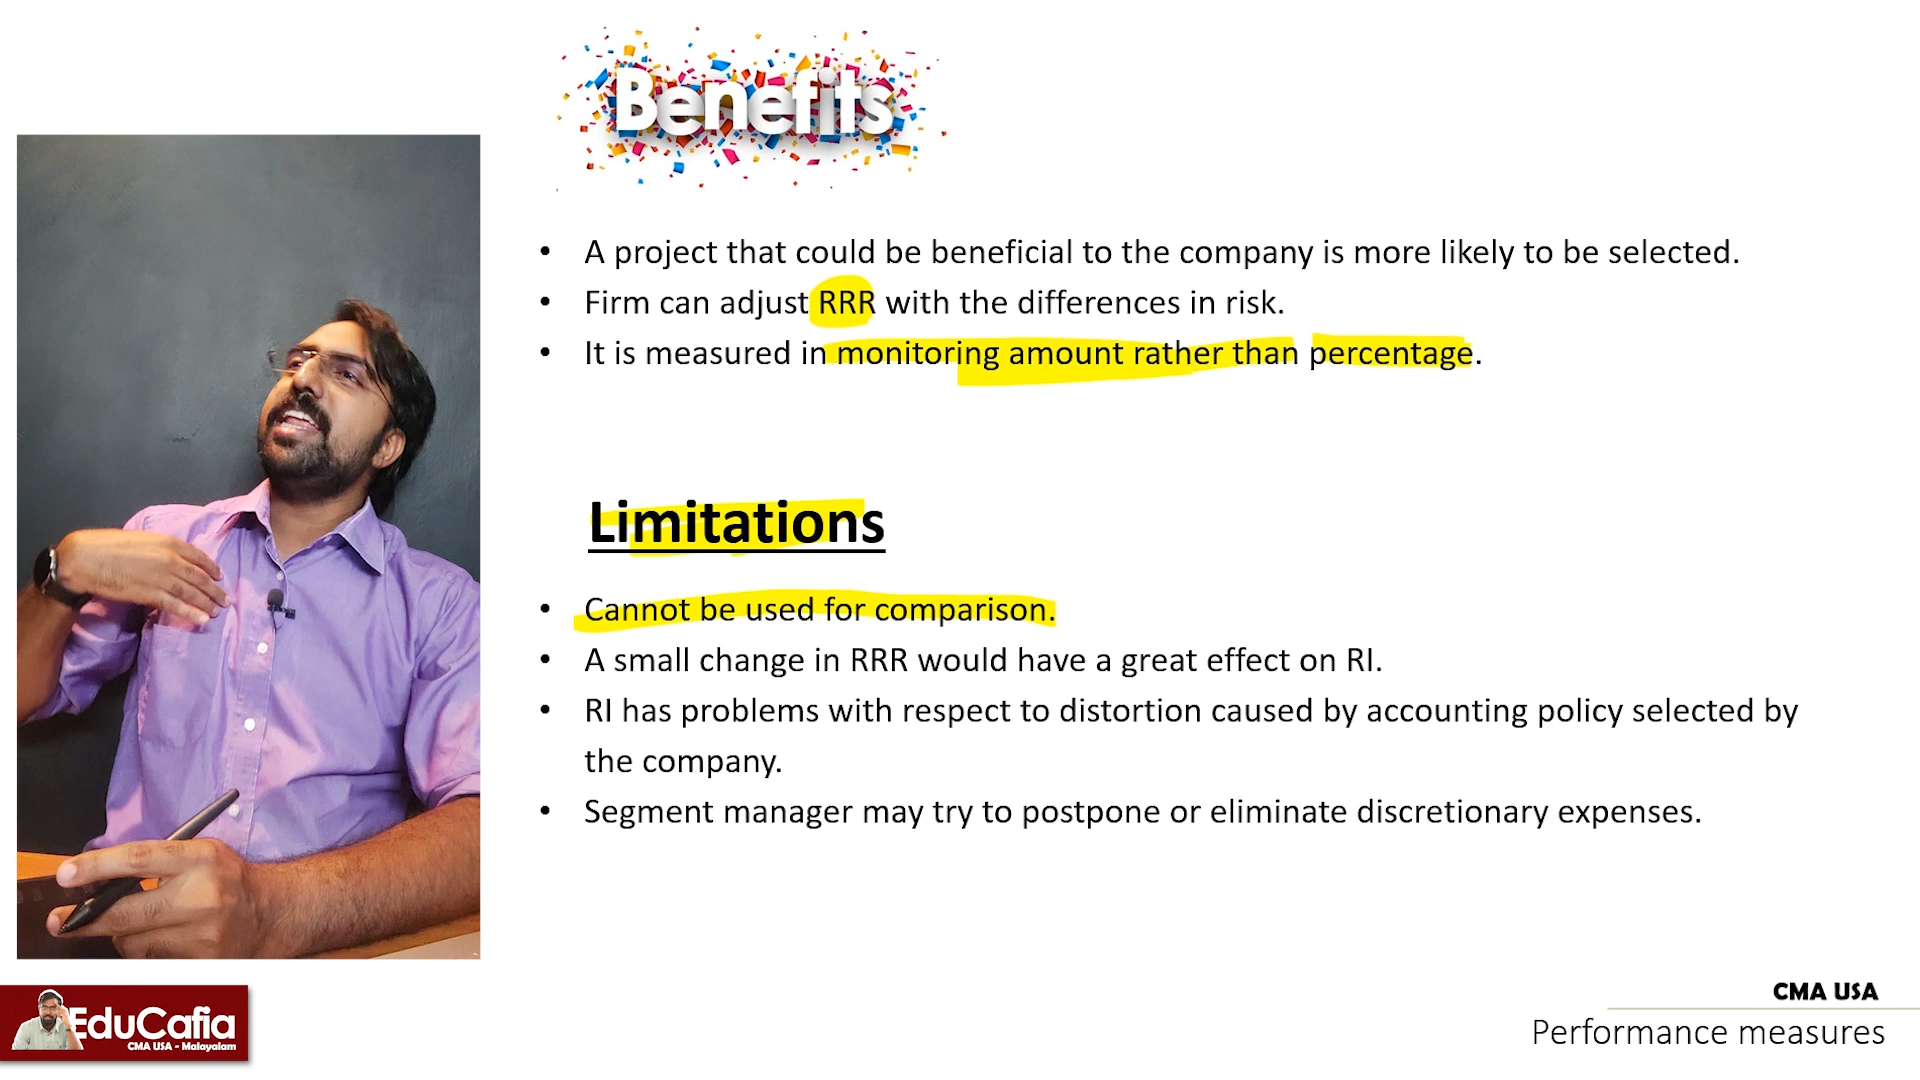 Benefits
• A project that could be beneficial to the company is more likely to be selected.
• Firm can adjust RRR with the differences in risk.
• It is measured in monitoring amount rather than percentage.
Limitations
• Cannot be used for comparison.
• A small change in RRR would have a great effect on RI.
• RI has problems with respect to distortion caused by accounting policy selected by
the company.
• Segment manager may try to postpone or eliminate discretionary expenses.
EduCafia
CMA USA - Malayalam
CMA USA
Performance measures